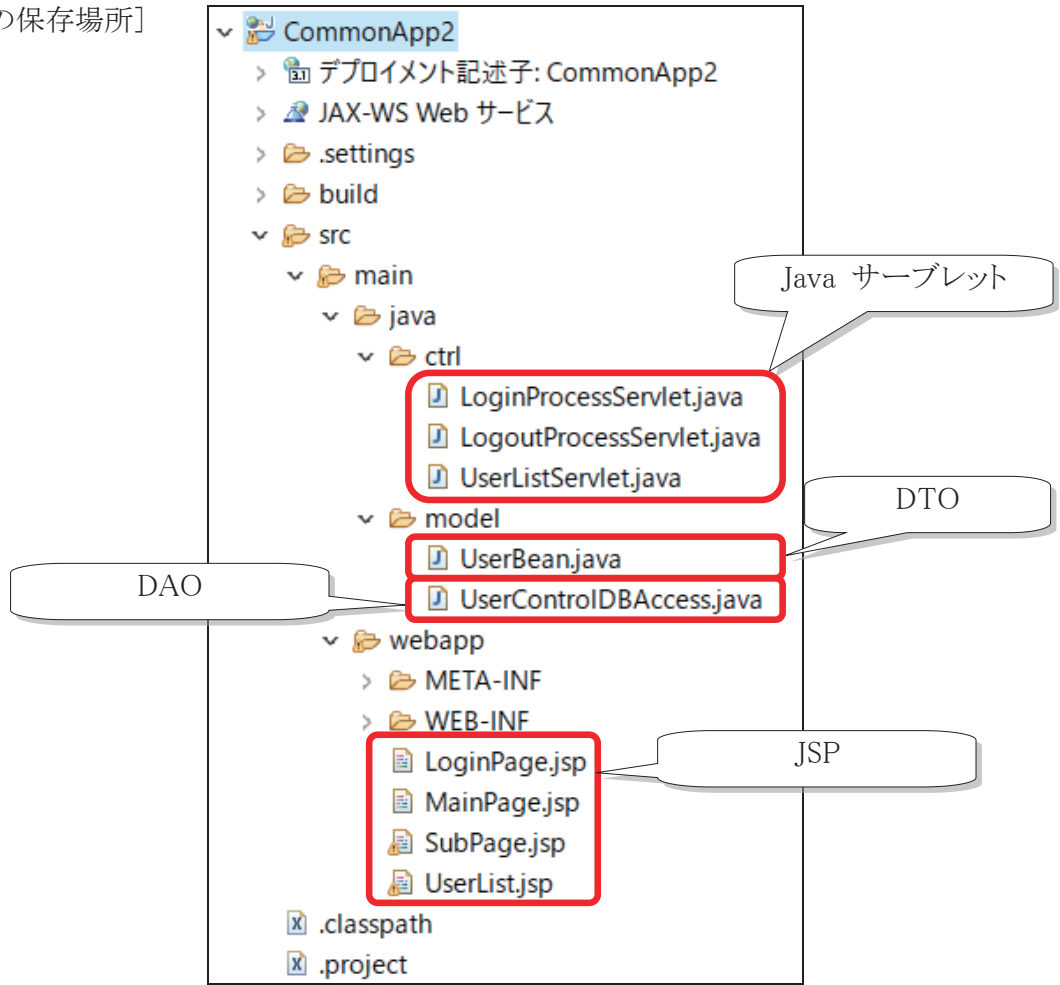 の保存場所]
CommonApp2
デプロイメント記述子: CommonApp2
JAX-WS Web サービス
.settings
build
src
main
Java サーブレット
java
ctrl
LoginProcessServlet.java
LogoutProcessServlet.java
UserListServlet.java
DTO
model
UserBean.java
DAO
UserControlDBAccess.java
webapp
META-INF
WEB-INF
JSP
LoginPage.jsp
MainPage.jsp
SubPage.jsp
UserList.jsp
.classpath
.project